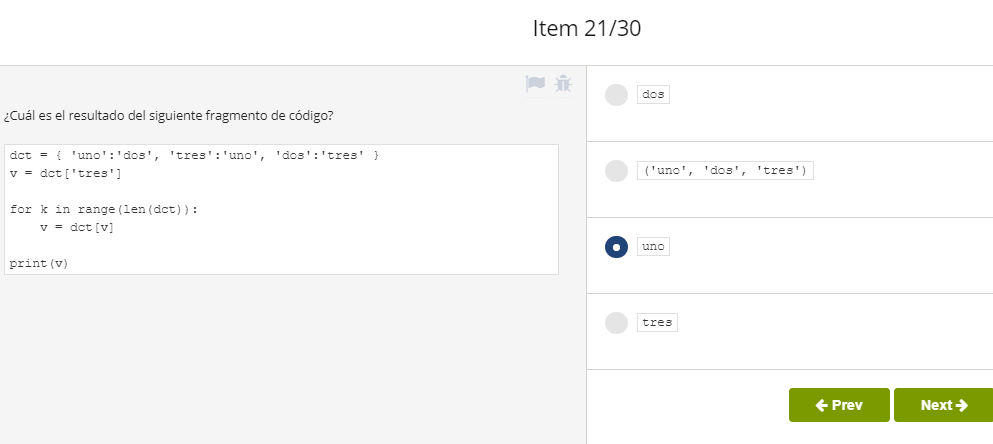 Item 21/30
¿Cuál es el resultado del siguiente fragmento de código?
dct = { 'uno':'dos', 'tres':'uno', 'dos':'tres' }
v = dct['tres']
for k in range(len(dct)):
    v = dct[v]
print(v)
dos
('uno', 'dos', 'tres')
uno
tres
← Prev
Next →